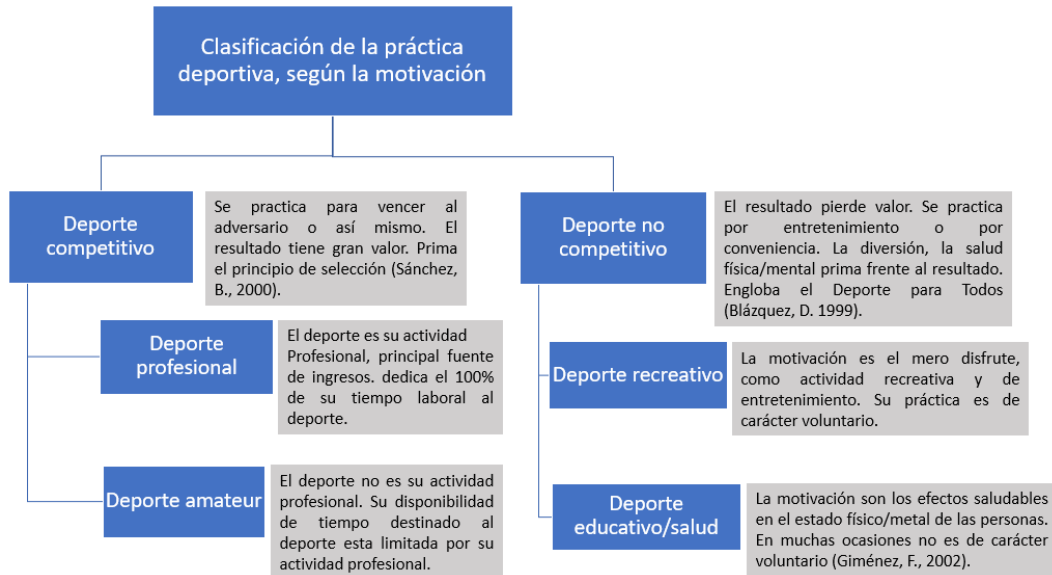 Clasificación de la práctica
deportiva, según la motivación
Deporte
competitivo
Se practica para vencer al
adversario o así mismo. El
resultado tiene gran valor. Prima
el principio de selección (Sánchez,
B., 2000).
Deporte
profesional
El deporte es su actividad
Profesional, principal fuente
de ingresos. dedica el 100%
de su tiempo laboral al
deporte.
Deporte amateur
El deporte no es su actividad
profesional. Su disponibilidad
de tiempo destinado al
deporte esta limitada por su
actividad profesional.
Deporte no
competitivo
El resultado pierde valor. Se practica
por entretenimiento o por
conveniencia. La diversión, la salud
física/mental prima frente al resultado.
Engloba el Deporte para Todos
(Blázquez, D. 1999).
Deporte recreativo
La motivación es el mero disfrute,
como actividad recreativa y de
entretenimiento. Su práctica es de
carácter voluntario.
Deporte
educativo/salud
La motivación son los efectos saludables
en el estado físico/metal de las personas.
En muchas ocasiones no es de carácter
voluntario (Giménez, F., 2002).